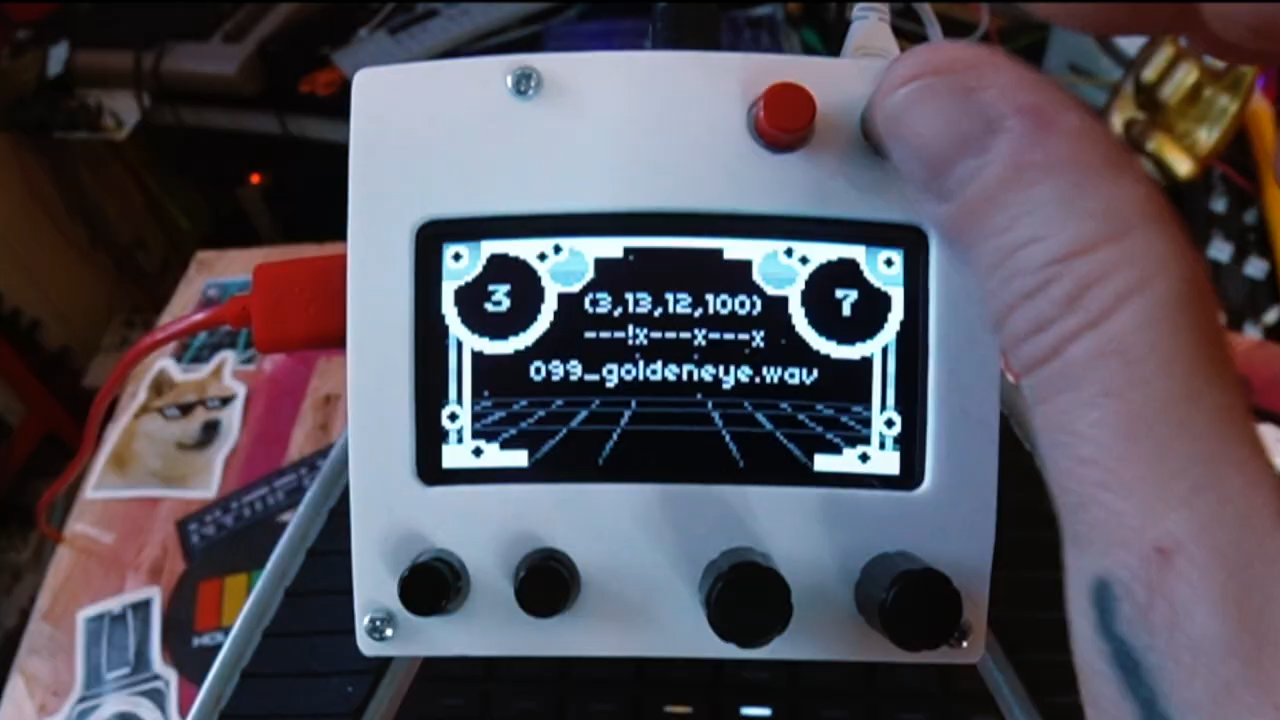 3
7
(3,13,12,100)
---!x---x---x
099_goldeneye.wav